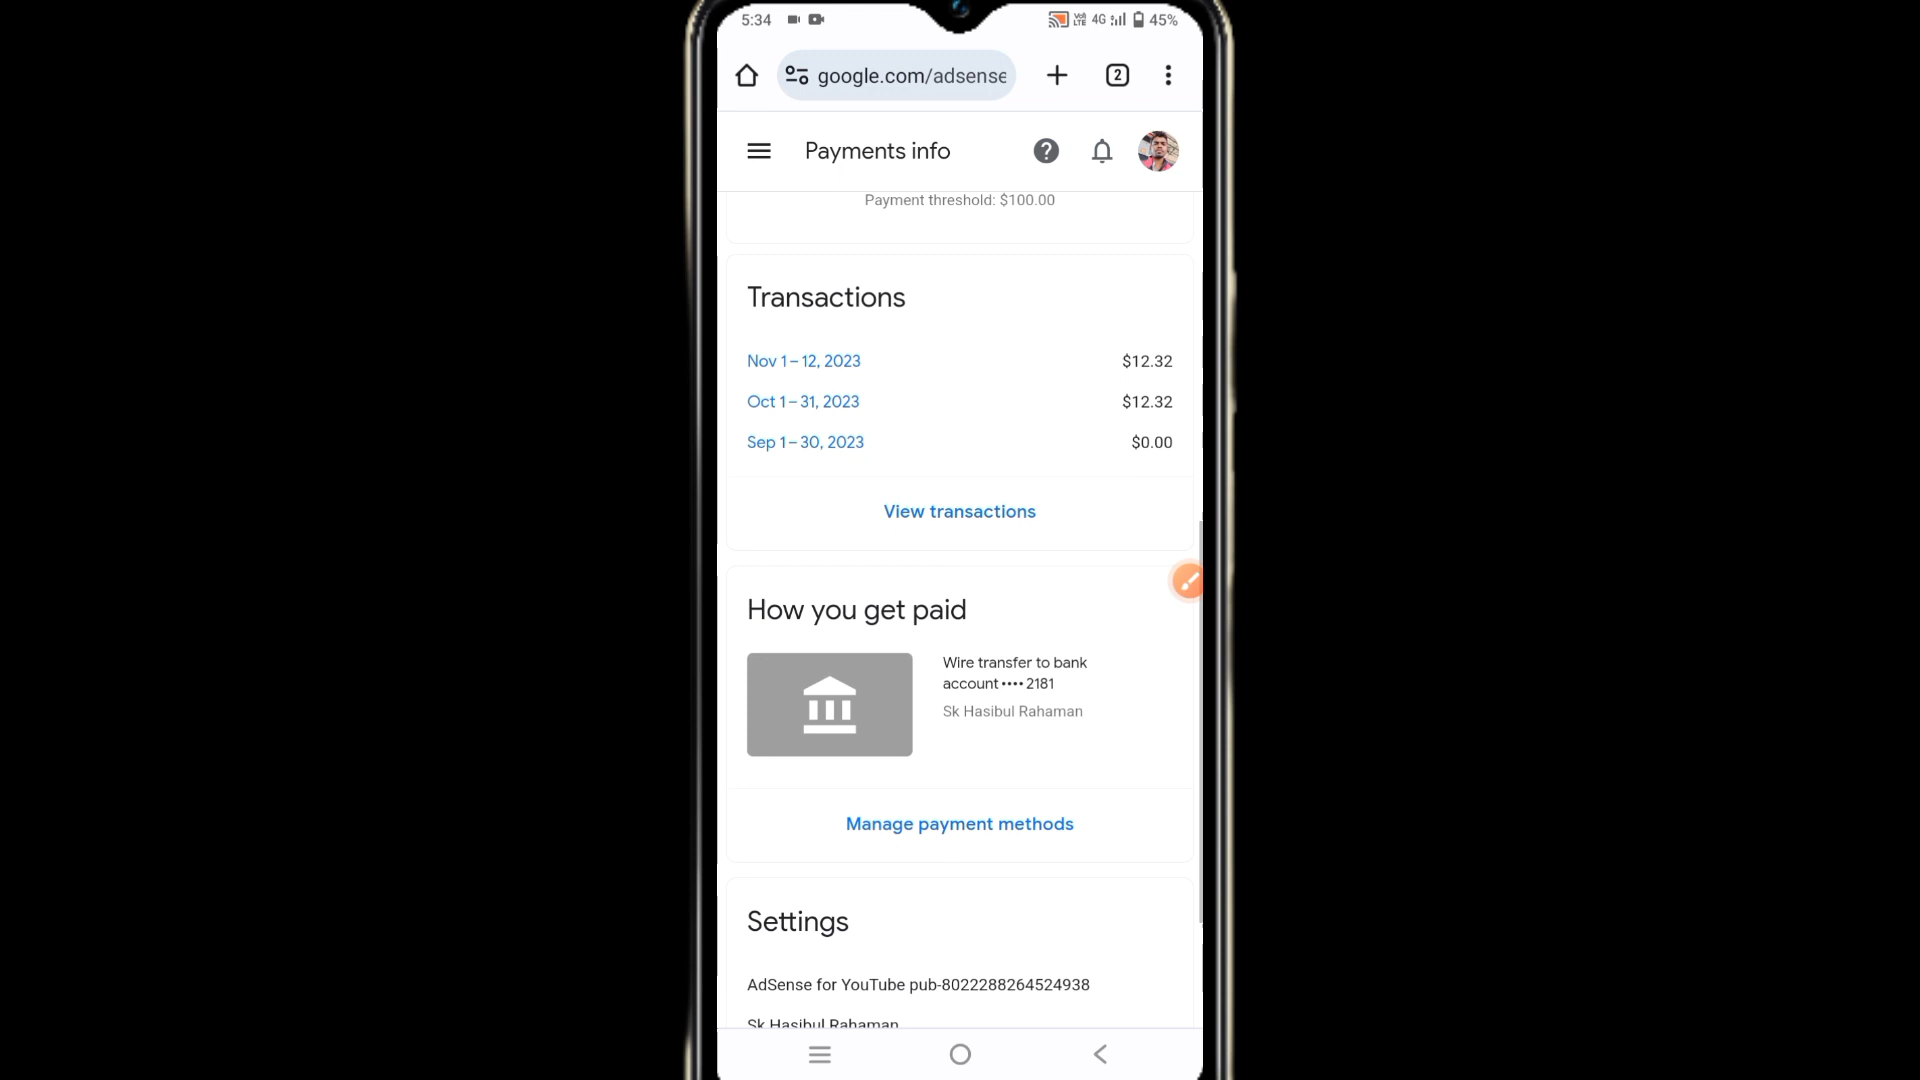 5:34 VoI LTE 4G 45%
google.com/adsense 2
Payments info
Payment threshold: $100.00
Transactions
Nov 1 – 12, 2023 $12.32
Oct 1 – 31, 2023 $12.32
Sep 1 – 30, 2023 $0.00
View transactions
How you get paid
Wire transfer to bank
account •••• 2181
Sk Hasibul Rahaman
Manage payment methods
Settings
AdSense for YouTube pub-8022288264524938
Sk Hasibul Rahaman